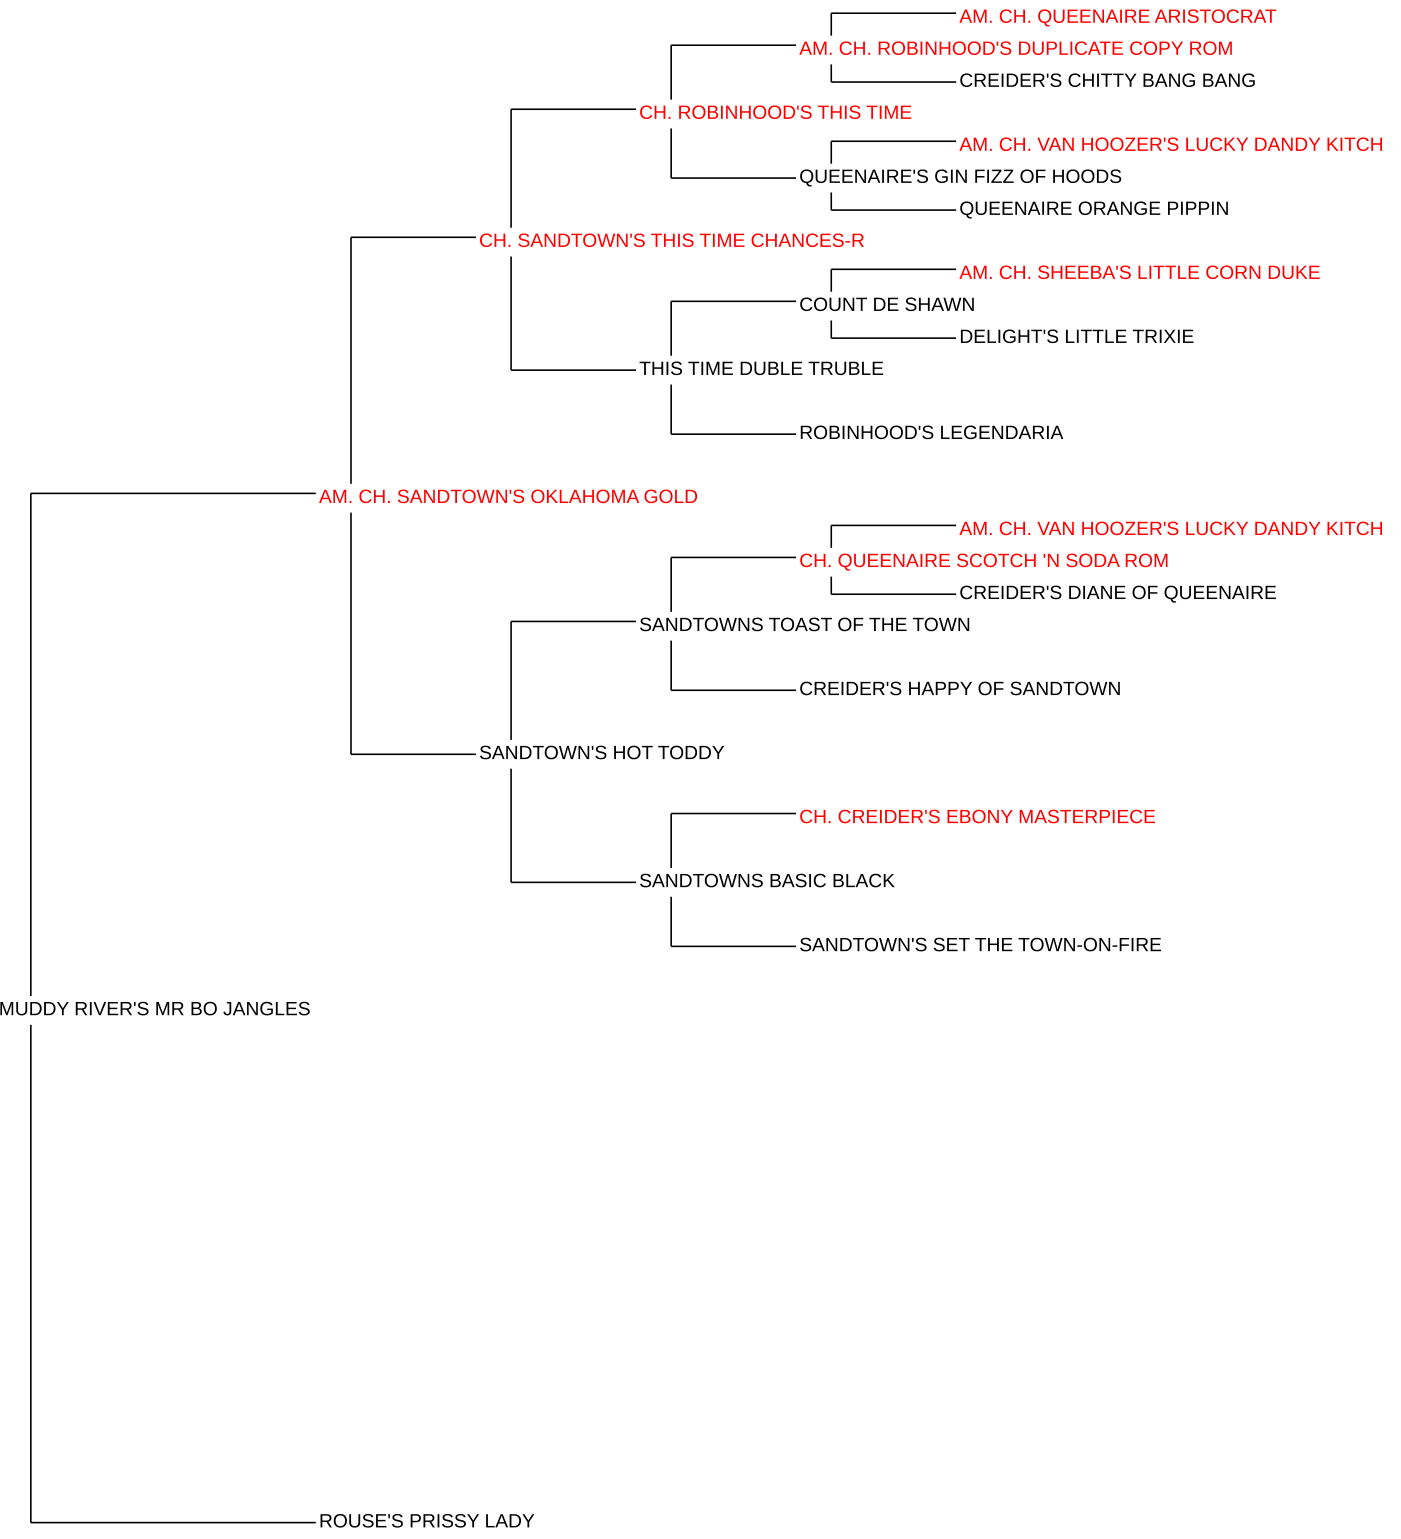 AM. CH. QUEENAIRE ARISTOCRAT
AM. CH. ROBINHOOD'S DUPLICATE COPY ROM
CREIDER'S CHITTY BANG BANG
CH. ROBINHOOD'S THIS TIME
AM. CH. VAN HOOZER'S LUCKY DANDY KITCH
QUEENAIRE'S GIN FIZZ OF HOODS
QUEENAIRE ORANGE PIPPIN
CH. SANDTOWN'S THIS TIME CHANCES-R
AM. CH. SHEEBA'S LITTLE CORN DUKE
COUNT DE SHAWN
DELIGHT'S LITTLE TRIXIE
THIS TIME DUBLE TRUBLE
ROBINHOOD'S LEGENDARIA
AM. CH. SANDTOWN'S OKLAHOMA GOLD
AM. CH. VAN HOOZER'S LUCKY DANDY KITCH
CH. QUEENAIRE SCOTCH 'N SODA ROM
CREIDER'S DIANE OF QUEENAIRE
SANDTOWNS TOAST OF THE TOWN
CREIDER'S HAPPY OF SANDTOWN
SANDTOWN'S HOT TODDY
CH. CREIDER'S EBONY MASTERPIECE
SANDTOWNS BASIC BLACK
SANDTOWN'S SET THE TOWN-ON-FIRE
MUDDY RIVER'S MR BO JANGLES
ROUSE'S PRISSY LADY